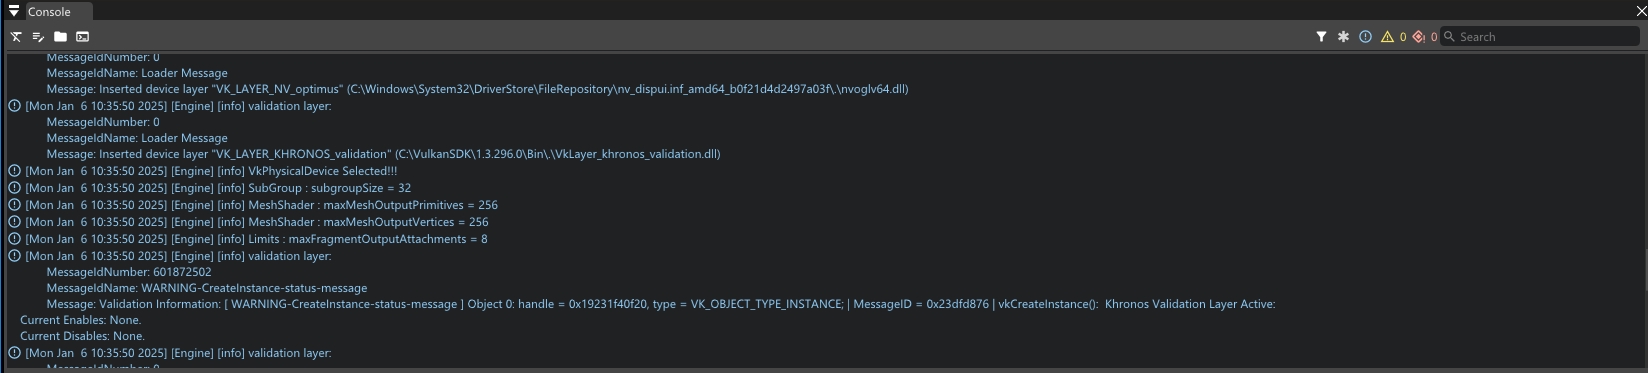 Console
0 0 Search
MessageIdNumber: 0
MessageIdName: Loader Message
Message: Inserted device layer "VK_LAYER_NV_optimus" (C:\Windows\System32\DriverStore\FileRepository\nv_dispui.inf_amd64_b0f21d4d2497a03f\.\nvoglv64.dll)
[Mon Jan  6 10:35:50 2025] [Engine] [info] validation layer:
MessageIdNumber: 0
MessageIdName: Loader Message
Message: Inserted device layer "VK_LAYER_KHRONOS_validation" (C:\VulkanSDK\1.3.296.0\Bin\.\VkLayer_khronos_validation.dll)
[Mon Jan  6 10:35:50 2025] [Engine] [info] VkPhysicalDevice Selected!!!
[Mon Jan  6 10:35:50 2025] [Engine] [info] SubGroup : subgroupSize = 32
[Mon Jan  6 10:35:50 2025] [Engine] [info] MeshShader : maxMeshOutputPrimitives = 256
[Mon Jan  6 10:35:50 2025] [Engine] [info] MeshShader : maxMeshOutputVertices = 256
[Mon Jan  6 10:35:50 2025] [Engine] [info] Limits : maxFragmentOutputAttachments = 8
[Mon Jan  6 10:35:50 2025] [Engine] [info] validation layer:
MessageIdNumber: 601872502
MessageIdName: WARNING-CreateInstance-status-message
Message: Validation Information: [ WARNING-CreateInstance-status-message ] Object 0: handle = 0x19231f40f20, type = VK_OBJECT_TYPE_INSTANCE; | MessageID = 0x23dfd876 | vkCreateInstance():  Khronos Validation Layer Active:
Current Enables: None.
Current Disables: None.
[Mon Jan  6 10:35:50 2025] [Engine] [info] validation layer:
MessageIdNumber: 0